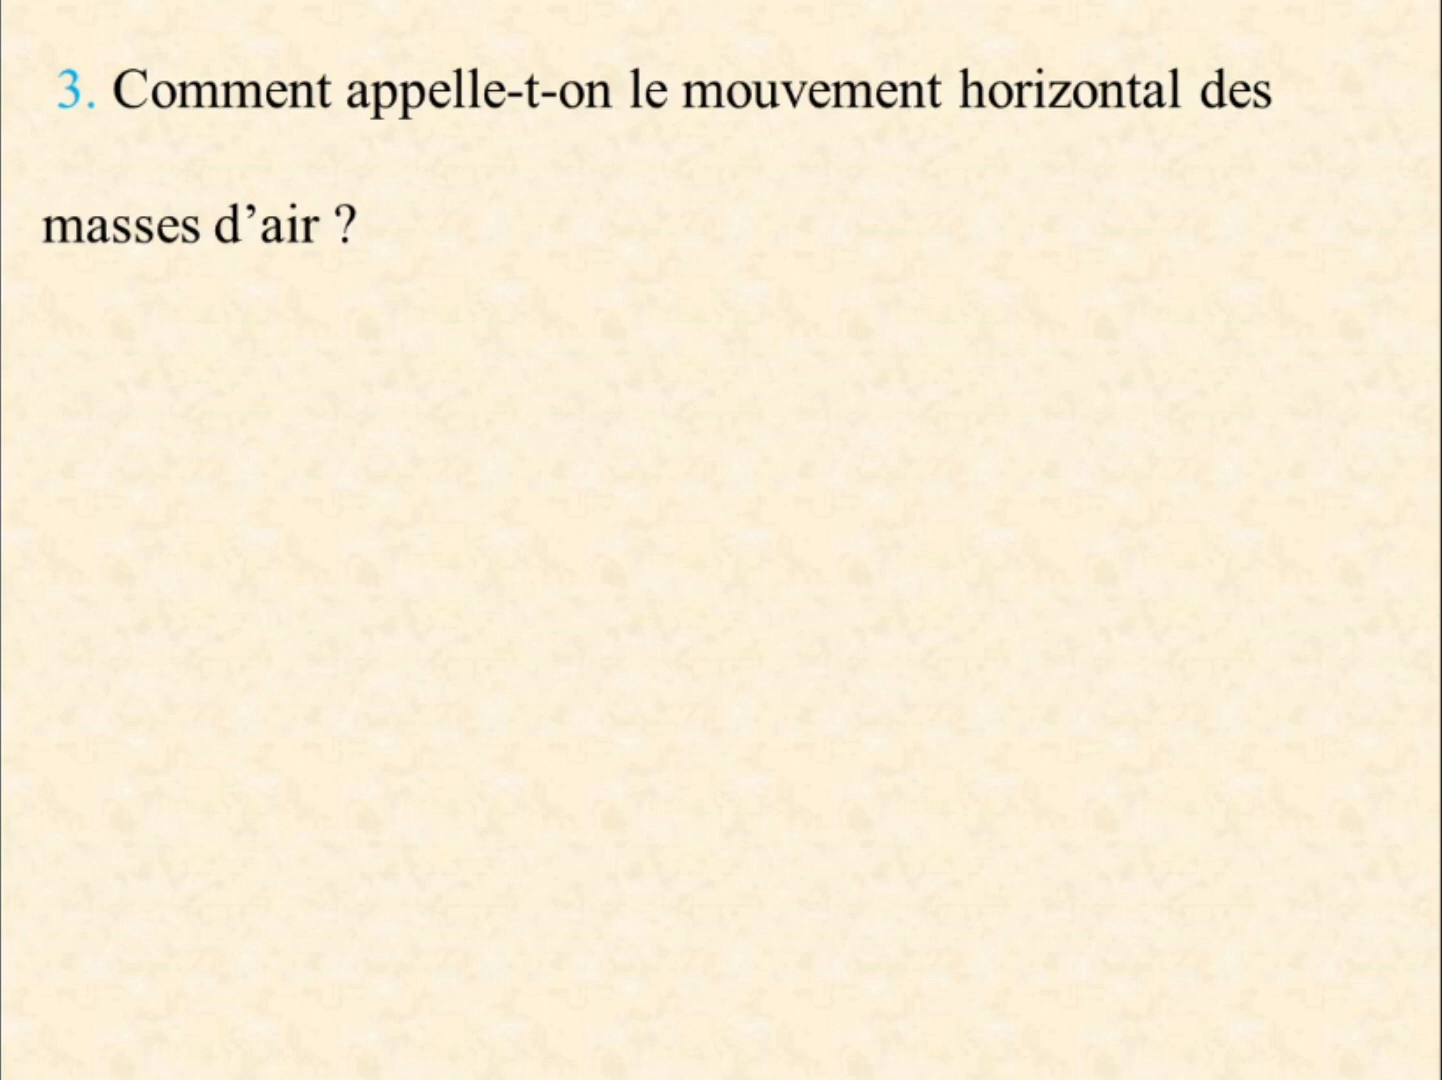 3. Comment appelle-t-on le mouvement horizontal des
masses d’air ?